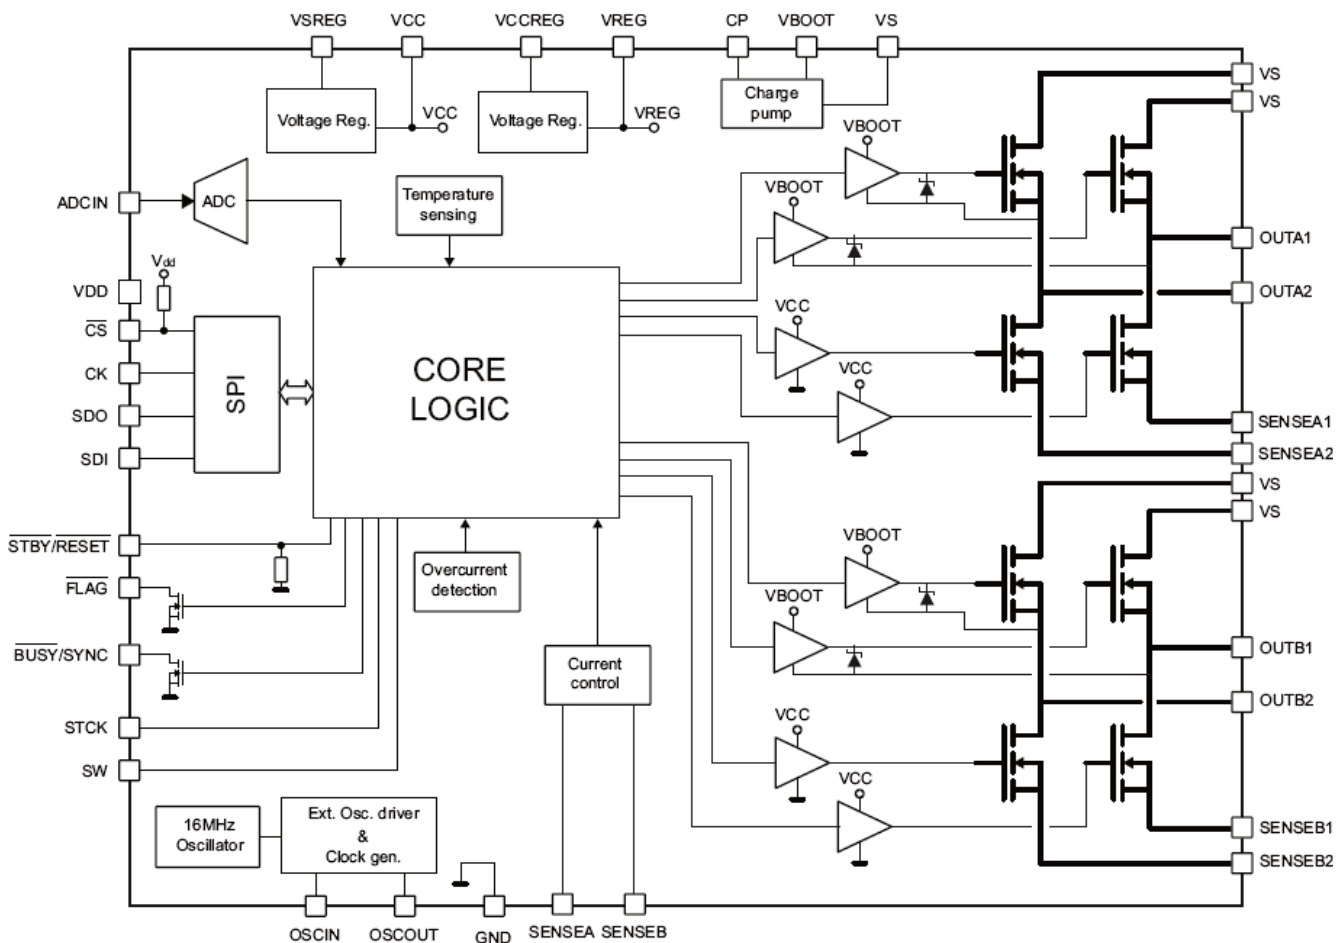 VSREG VCC VCCREG VREG CP VBOOT VS
VS
Voltage Reg.
VCC
Voltage Reg.
VREG
Charge
pump
VS
VBOOT
ADCIN
ADC
Temperature
sensing
VBOOT
OUTA1
Vdd
VDD
OUTA2
CS
VCC
CK
SPI
CORE
LOGIC
VCC
SDO
SENSEA1
SDI
SENSEA2
VS
VS
STBY/RESET
VBOOT
FLAG
Overcurrent
detection
VBOOT
BUSY/SYNC
OUTB1
Current
control
OUTB2
STCK
VCC
SW
VCC
16MHz
Oscillator
Ext. Osc. driver
&
Clock gen.
SENSEB1
SENSEB2
OSCIN OSCOUT GND SENSEA SENSEB